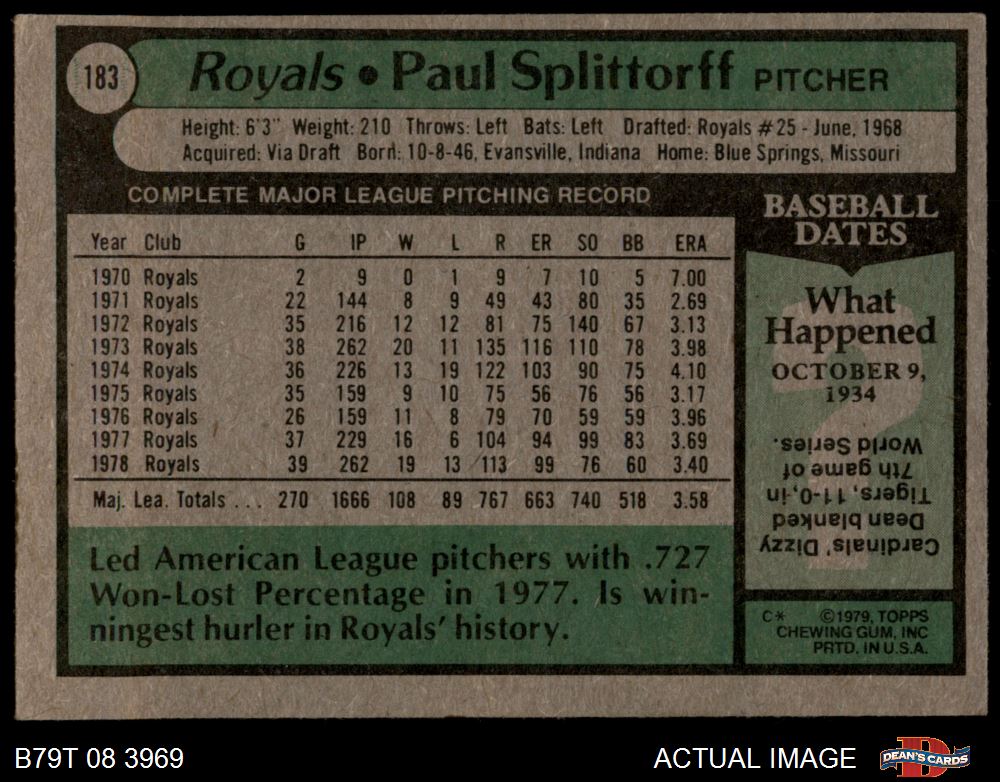 183
Royals • Paul Splittorff PITCHER
Height: 6'3" Weight: 210 Throws: Left Bats: Left Drafted: Royals #25 - June, 1968
Acquired: Via Draft Born: 10-8-46, Evansville, Indiana Home: Blue Springs, Missouri
COMPLETE MAJOR LEAGUE PITCHING RECORD
Year Club G IP W L R ER SO BB ERA
1970 Royals 2 9 0 1 9 7 10 5 7.00
1971 Royals 22 144 8 9 49 43 80 35 2.69
1972 Royals 35 216 12 12 81 75 140 67 3.13
1973 Royals 38 262 20 11 135 116 110 78 3.98
1974 Royals 36 226 13 19 122 103 90 75 4.10
1975 Royals 35 159 9 10 75 56 76 56 3.17
1976 Royals 26 159 11 8 79 70 59 59 3.96
1977 Royals 37 229 16 6 104 94 99 83 3.69
1978 Royals 39 262 19 13 113 99 76 60 3.40
Maj. Lea. Totals . . . 270 1666 108 89 767 663 740 518 3.58
Led American League pitchers with .727
Won-Lost Percentage in 1977. Is win-
ningest hurler in Royals' history.
BASEBALL
DATES
What
Happened
OCTOBER 9,
1934
Cardinals' Dizzy
Dean blanked
Tigers, 11-0, in
7th game of
World Series.
C* ©1979, TOPPS
CHEWING GUM, INC
PRTD. IN U.S.A.
B79T 08 3969
ACTUAL IMAGE
DEAN'S CARDS